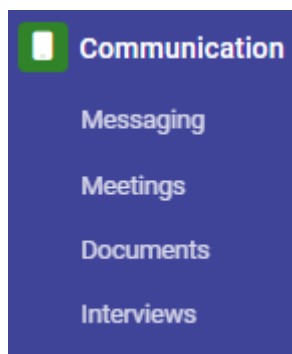 Communication
Messaging
Meetings
Documents
Interviews